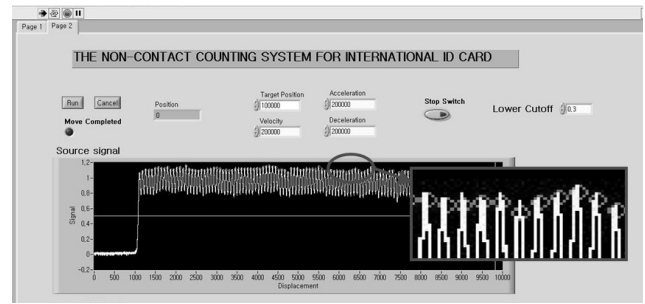 Page 1 Page 2
THE NON-CONTACT COUNTING SYSTEM FOR INTERNATIONAL ID CARD
Target Position Acceleration
Run Cancel Position 100000 200000 Stop Switch Lower Cutoff 0.3
0
Move Completed Velocity Deceleration
200000 200000
Source signal
1.2-
1-
0.8-
0.6-
Signal
0.4-
0.2-
0-
-0.2-
0 500 1000 1500 2000 2500 3000 3500 4000 4500 5000 5500 6000 6500 7000 7500 8000 8500 9000 9500 10000
Displacement